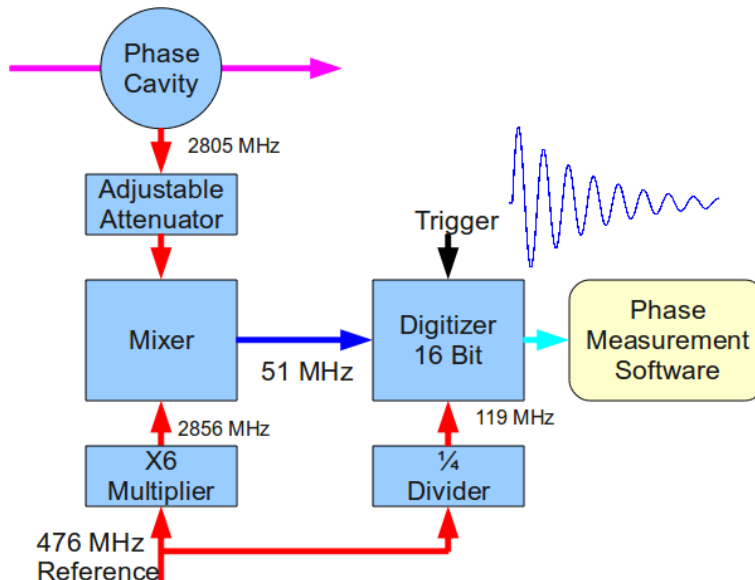 Phase
Cavity
2805 MHz
Adjustable
Attenuator
Trigger
Mixer
51 MHz
Digitizer
16 Bit
Phase
Measurement
Software
2856 MHz
119 MHz
X6
Multiplier
¼
Divider
476 MHz
Reference